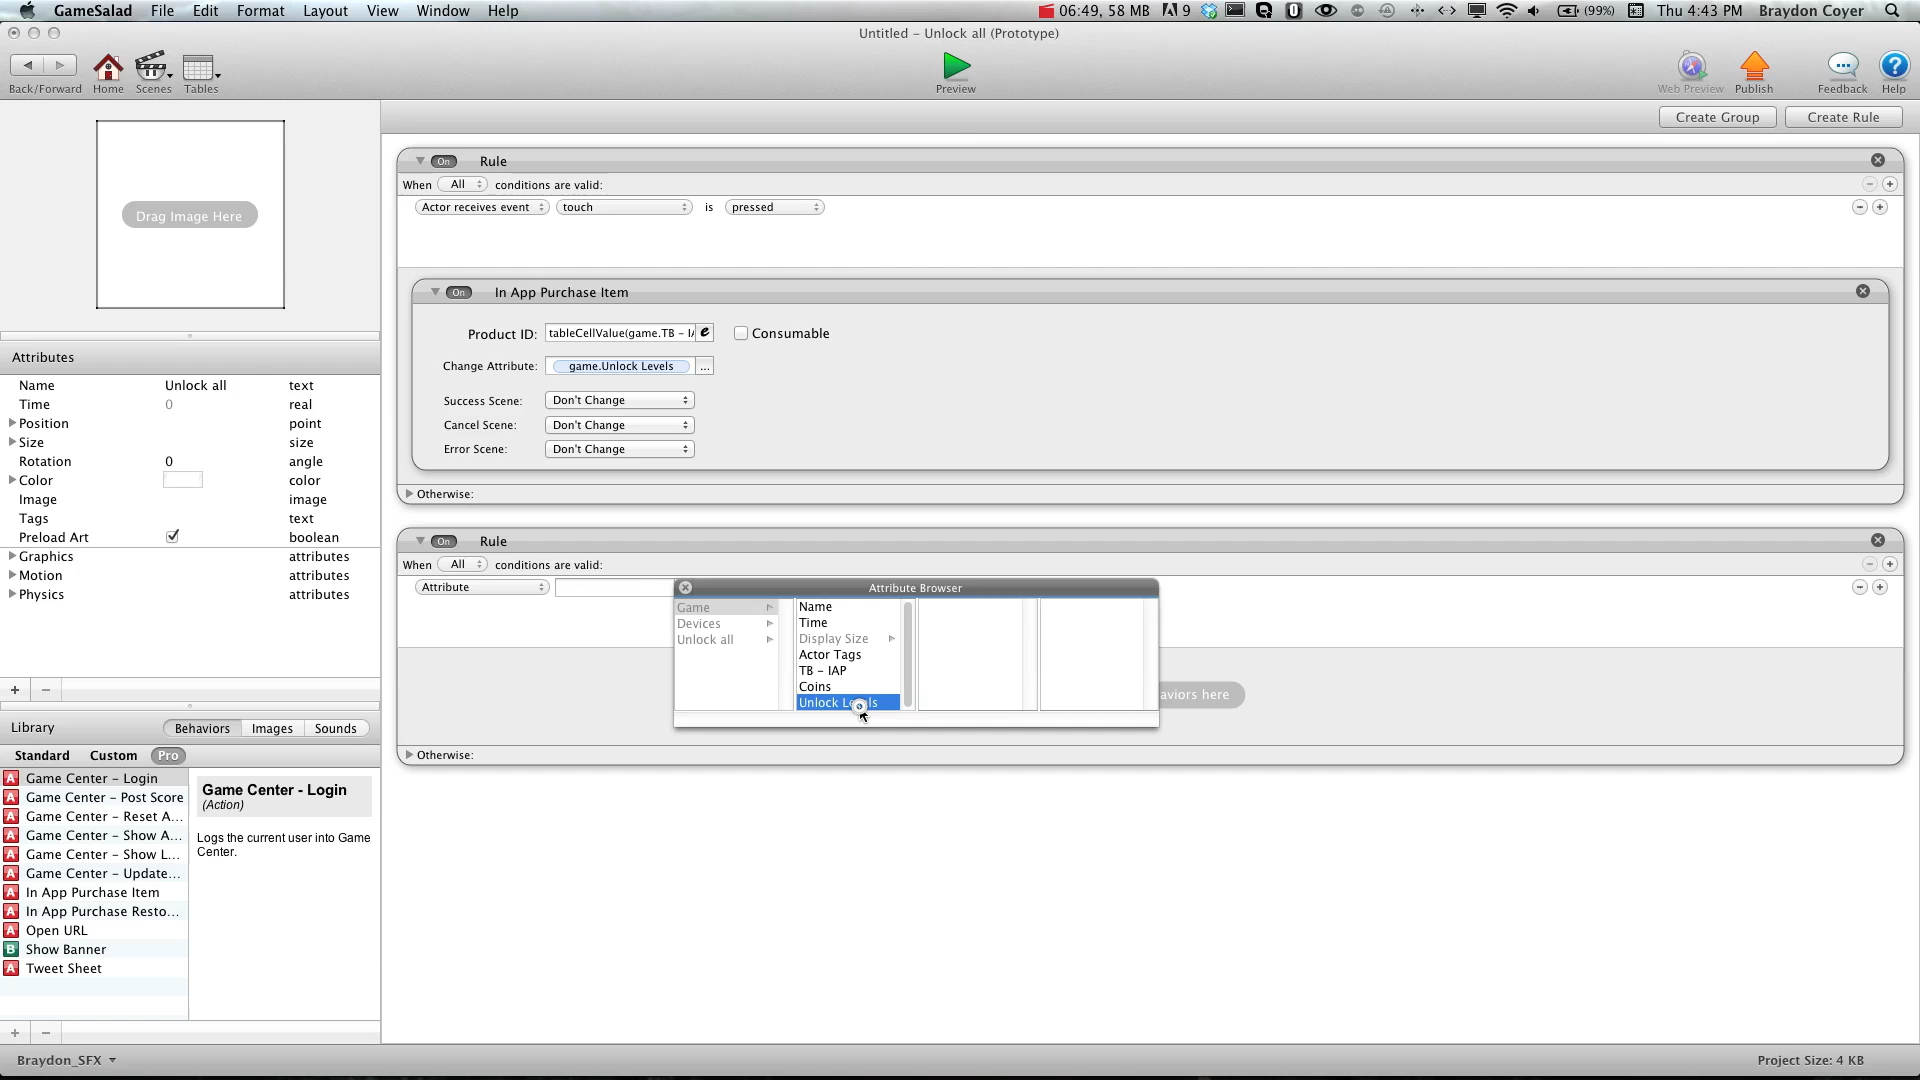 GameSalad File Edit Format Layout View Window Help 06:49, 58 MB 9 (99%) Thu 4:43 PM Braydon Coyer
Untitled – Unlock all (Prototype)
Back/Forward Home Scenes Tables Preview Web Preview Publish Feedback Help
Create Group Create Rule
Drag Image Here
Attributes
Name Unlock all text
Time 0 real
Position point
Size size
Rotation 0 angle
Color color
Image image
Tags text
Preload Art boolean
Graphics attributes
Motion attributes
Physics attributes
+ −
Library Behaviors Images Sounds
Standard Custom Pro
Game Center – Login
Game Center – Post Score
Game Center – Reset A...
Game Center – Show A...
Game Center – Show L...
Game Center – Update...
In App Purchase Item
In App Purchase Resto...
Open URL
Show Banner
Tweet Sheet
Game Center - Login
(Action)
Logs the current user into Game
Center.
+ −
Braydon_SFX
On Rule
When All conditions are valid:
Actor receives event touch is pressed
On In App Purchase Item
Product ID: tableCellValue(game.TB – IA e Consumable
Change Attribute: game.Unlock Levels ...
Success Scene: Don't Change
Cancel Scene: Don't Change
Error Scene: Don't Change
Otherwise:
On Rule
When All conditions are valid:
Attribute
Attribute Browser
Game
Devices
Unlock all
Name
Time
Display Size
Actor Tags
TB – IAP
Coins
Unlock Levels
aviors here
Otherwise:
Project Size: 4 KB